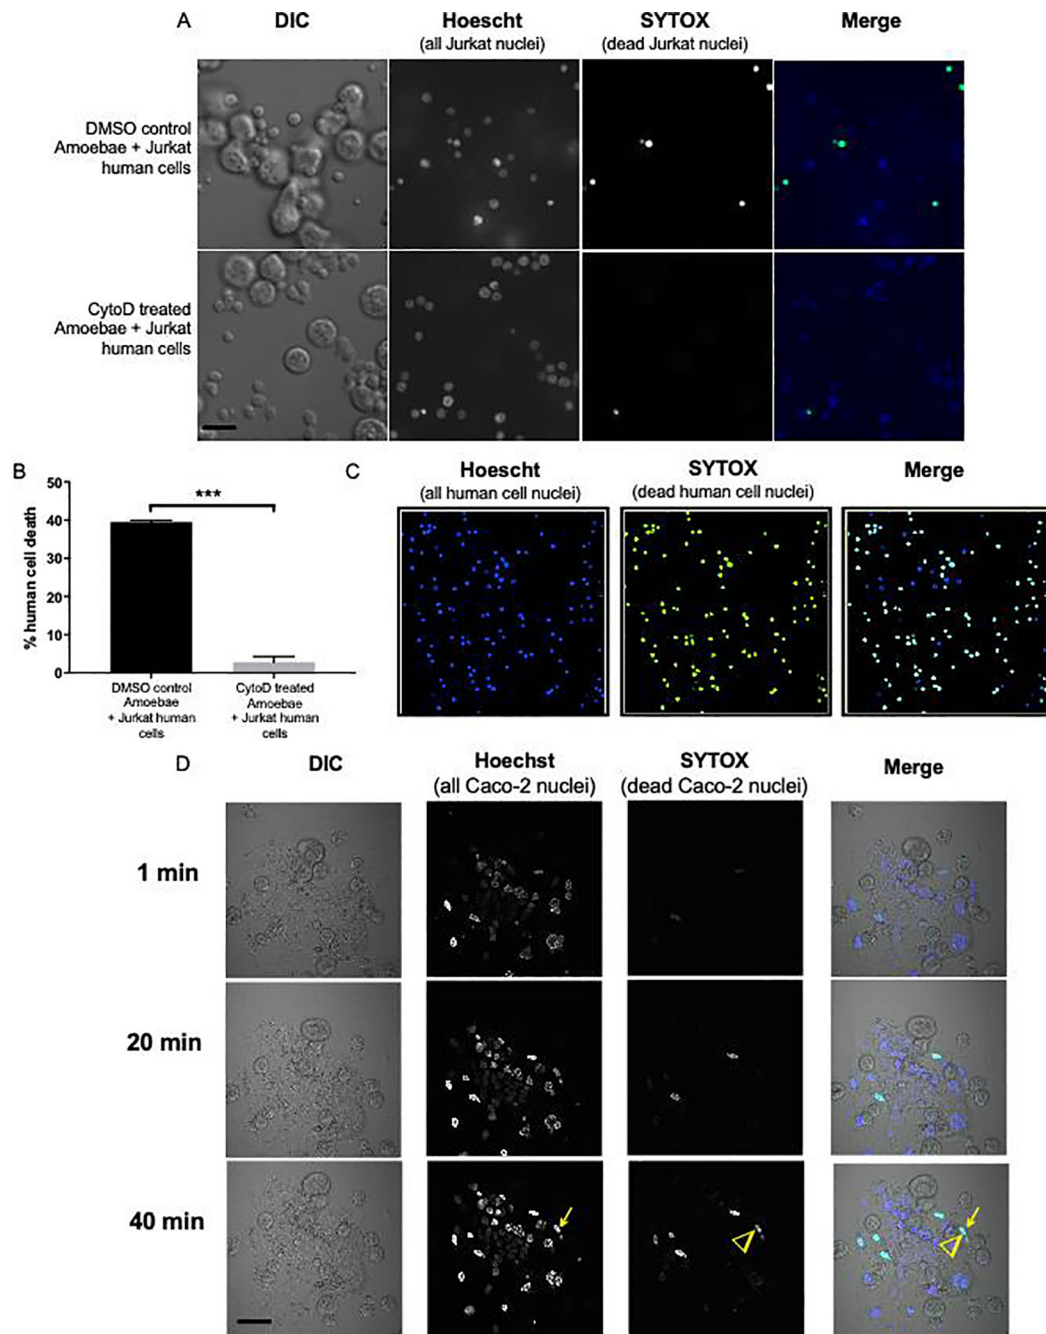 A
DIC
Hoescht
(all Jurkat nuclei)
SYTOX
(dead Jurkat nuclei)
Merge
DMSO control
Amoebae + Jurkat
human cells
CytoD treated
Amoebae + Jurkat
human cells
B
% human cell death
50
40
30
20
10
0
***
DMSO control
Amoebae
+ Jurkat human
cells
CytoD treated
Amoebae
+ Jurkat human
cells
C
Hoescht
(all human cell nuclei)
SYTOX
(dead human cell nuclei)
Merge
D
DIC
Hoechst
(all Caco-2 nuclei)
SYTOX
(dead Caco-2 nuclei)
Merge
1 min
20 min
40 min